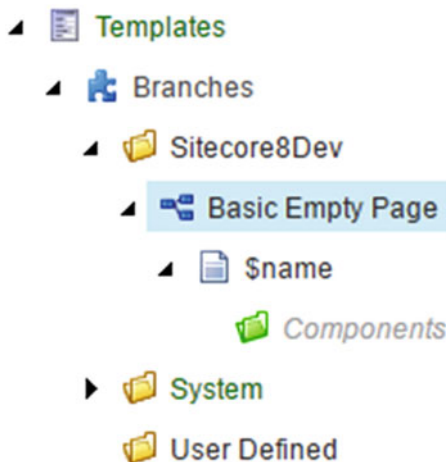 Templates
Branches
Sitecore8Dev
Basic Empty Page
$name
Components
System
User Defined